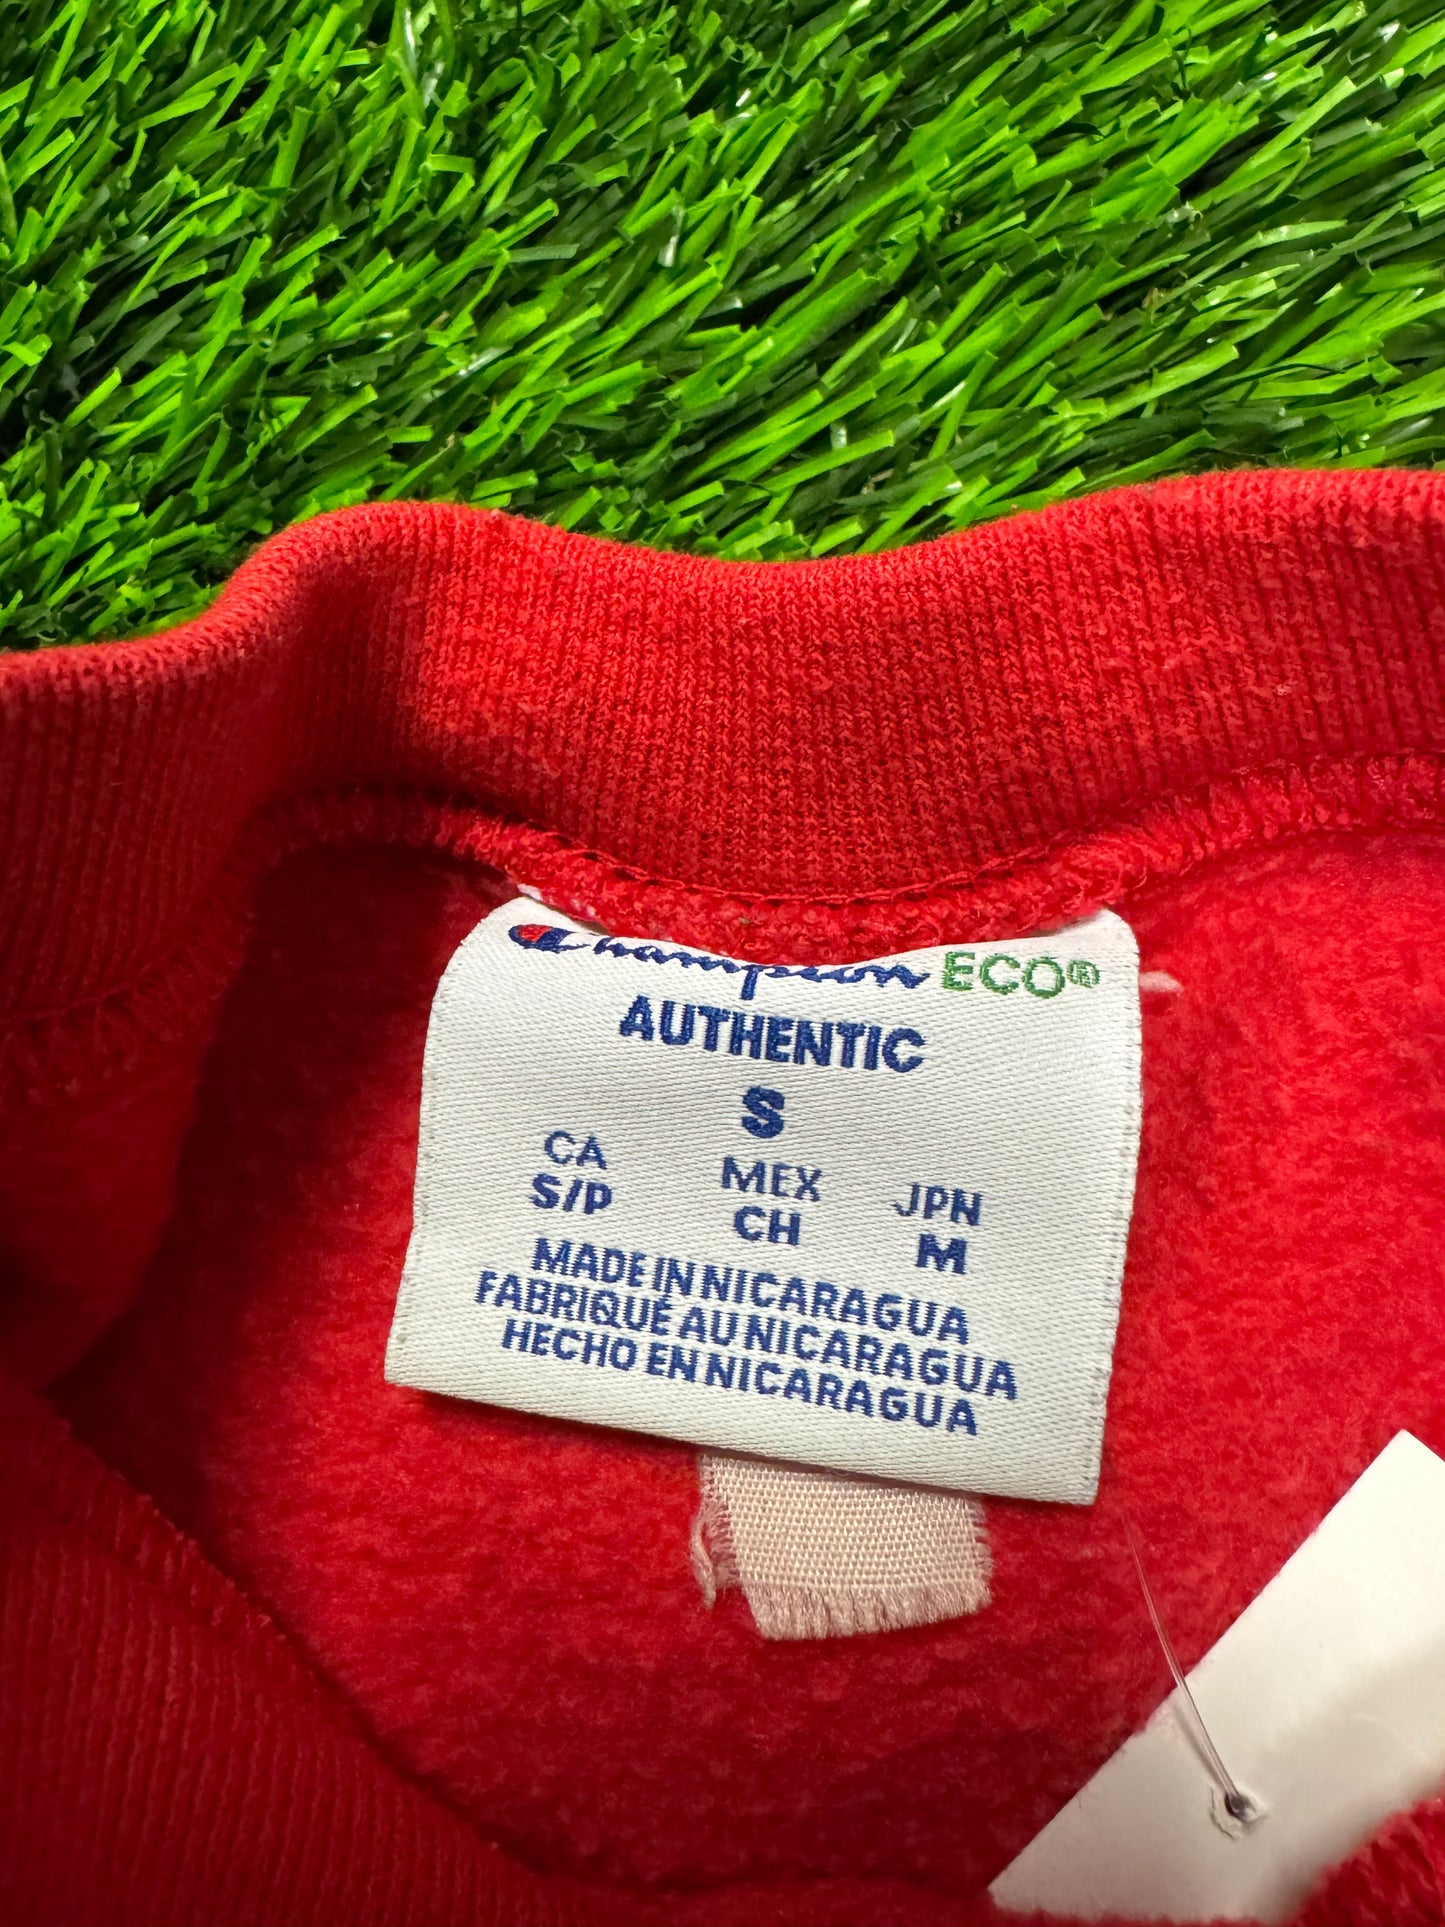 Champion ECO®
AUTHENTIC
S
CA MEX JPN
S/P CH M
MADE IN NICARAGUA
FABRIQUÉ AU NICARAGUA
HECHO EN NICARAGUA